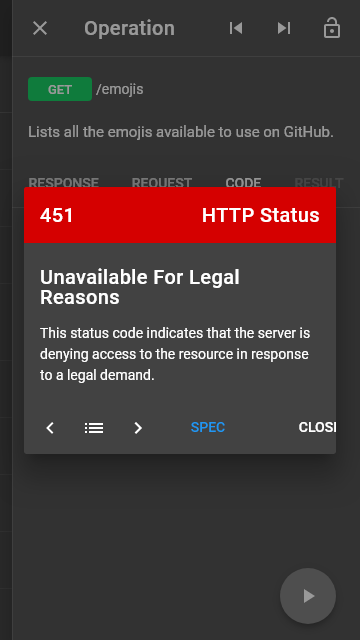 Operation
GET /emojis
Lists all the emojis available to use on GitHub.
RESPONSE REQUEST CODE RESULT
451 HTTP Status
Unavailable For Legal
Reasons
This status code indicates that the server is
denying access to the resource in response
to a legal demand.
SPEC CLOS